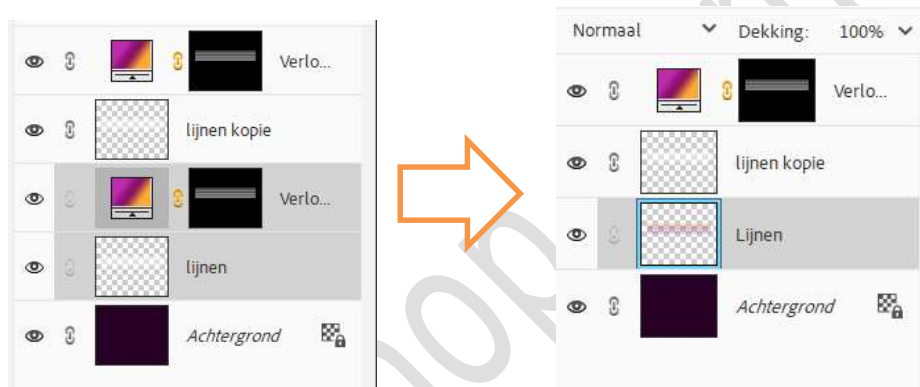 Verlo...
lijnen kopie
Verlo...
lijnen
Achtergrond
Normaal Dekking: 100%
Verlo...
lijnen kopie
Lijnen
Achtergrond